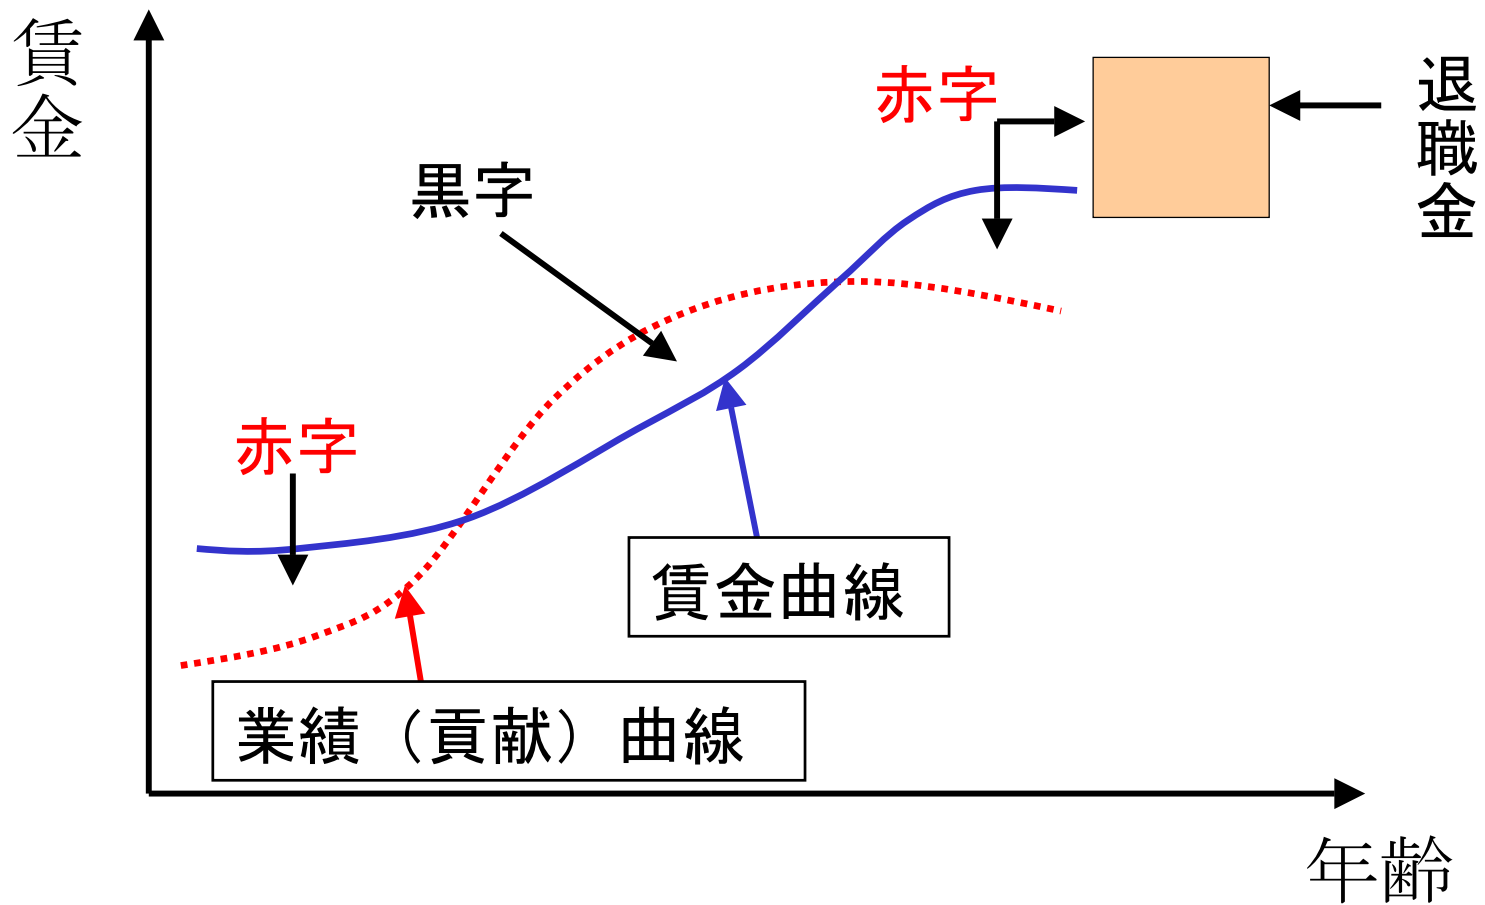 賃金
赤字
退職金
黒字
赤字
賃金曲線
業績（貢献）曲線
年齢